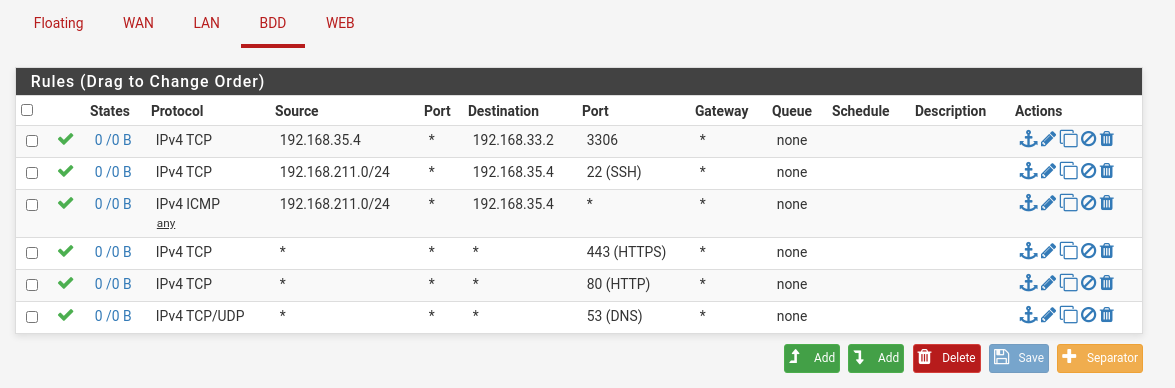 Floating WAN LAN BDD WEB
Rules (Drag to Change Order)
States Protocol Source Port Destination Port Gateway Queue Schedule Description Actions
0 /0 B IPv4 TCP 192.168.35.4 * 192.168.33.2 3306 * none
0 /0 B IPv4 TCP 192.168.211.0/24 * 192.168.35.4 22 (SSH) * none
0 /0 B IPv4 ICMP 192.168.211.0/24 * 192.168.35.4 * * none
any
0 /0 B IPv4 TCP * * * 443 (HTTPS) * none
0 /0 B IPv4 TCP * * * 80 (HTTP) * none
0 /0 B IPv4 TCP/UDP * * * 53 (DNS) * none
Add Add Delete Save Separator